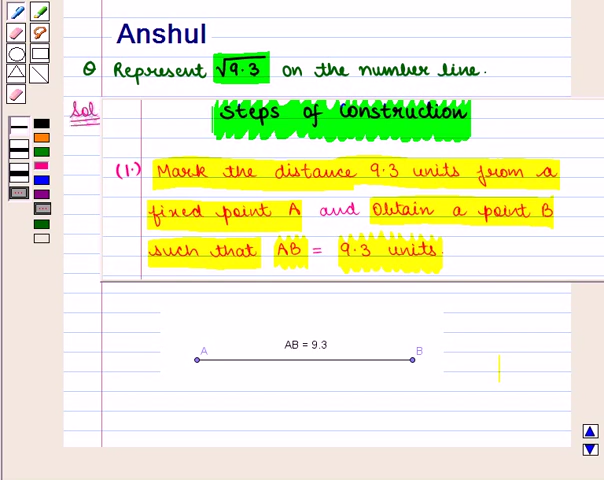 Anshul
Q Represent √9.3 on the number line.
Sol
Steps of Construction
(1.) Mark the distance 9.3 units from a
fixed point A and Obtain a point B
such that AB = 9.3 units.
AB = 9.3
A B